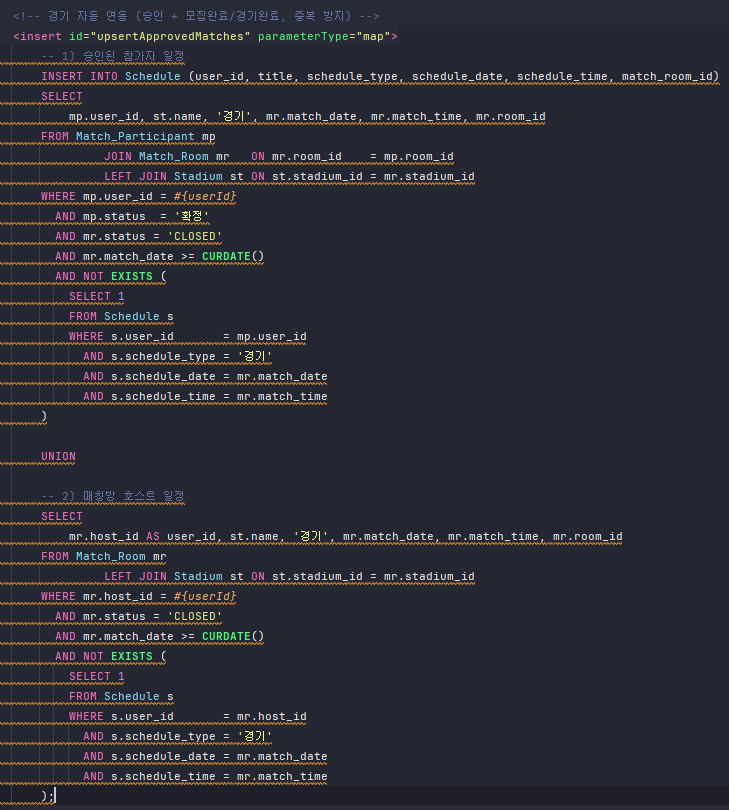 <!-- 경기 자동 연동 (승인 + 모집완료/경기완료, 중복 방지) -->
<insert id="upsertApprovedMatches" parameterType="map">
-- 1) 승인된 참가자 일정
INSERT INTO Schedule (user_id, title, schedule_type, schedule_date, schedule_time, match_room_id)
SELECT
mp.user_id, st.name, '경기', mr.match_date, mr.match_time, mr.room_id
FROM Match_Participant mp
JOIN Match_Room mr   ON mr.room_id    = mp.room_id
LEFT JOIN Stadium st ON st.stadium_id = mr.stadium_id
WHERE mp.user_id = #{userId}
AND mp.status  = '확정'
AND mr.status = 'CLOSED'
AND mr.match_date >= CURDATE()
AND NOT EXISTS (
SELECT 1
FROM Schedule s
WHERE s.user_id       = mp.user_id
AND s.schedule_type = '경기'
AND s.schedule_date = mr.match_date
AND s.schedule_time = mr.match_time
)
UNION
-- 2) 매칭방 호스트 일정
SELECT
mr.host_id AS user_id, st.name, '경기', mr.match_date, mr.match_time, mr.room_id
FROM Match_Room mr
LEFT JOIN Stadium st ON st.stadium_id = mr.stadium_id
WHERE mr.host_id = #{userId}
AND mr.status = 'CLOSED'
AND mr.match_date >= CURDATE()
AND NOT EXISTS (
SELECT 1
FROM Schedule s
WHERE s.user_id       = mr.host_id
AND s.schedule_type = '경기'
AND s.schedule_date = mr.match_date
AND s.schedule_time = mr.match_time
);